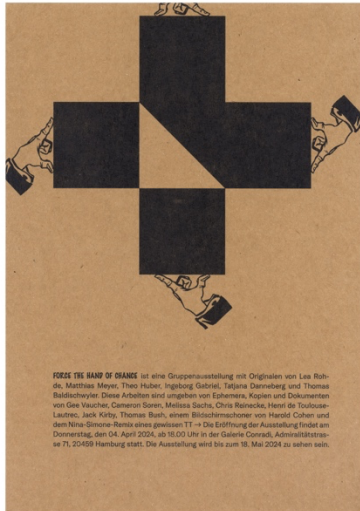 FORCE THE HAND OF CHANCE ist eine Gruppenausstellung mit Originalen von Lea Roh-
de, Matthias Meyer, Theo Huber, Ingeborg Gabriel, Tatjana Danneberg und Thomas
Baldischwyler. Diese Arbeiten sind umgeben von Ephemera, Kopien und Dokumenten
von Gee Vaucher, Cameron Soren, Melissa Sachs, Chris Reinecke, Henri de Toulouse-
Lautrec, Jack Kirby, Thomas Bush, einem Bildschirmschoner von Harold Cohen und
dem Nina-Simone-Remix eines gewissen TT → Die Eröffnung der Ausstellung findet am
Donnerstag, den 04. April 2024, ab 18.00 Uhr in der Galerie Conradi, Admiralitätstras-
se 71, 20459 Hamburg statt. Die Ausstellung wird bis zum 18. Mai 2024 zu sehen sein.